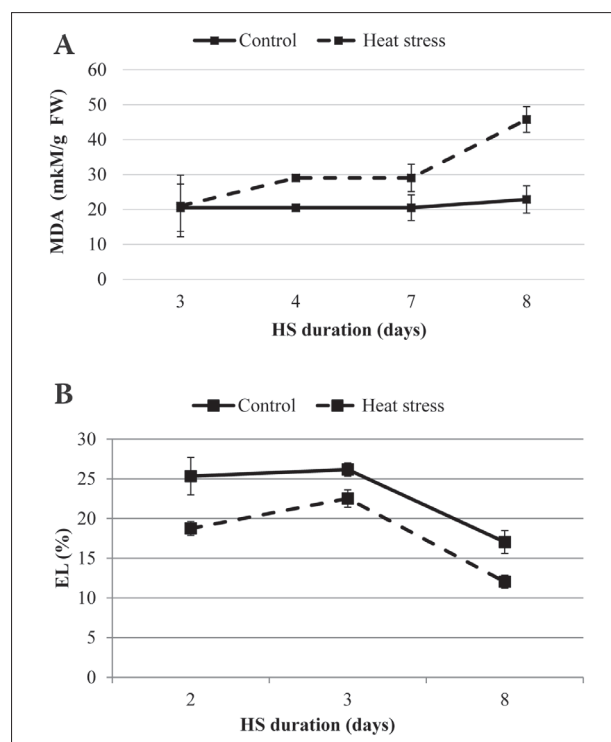 A
Control Heat stress
60
50
40
30
20
10
0
MDA (mkM/g FW)
3 4 7 8
HS duration (days)
B
Control Heat stress
30
25
20
15
10
5
0
EL (%)
2 3 8
HS duration (days)